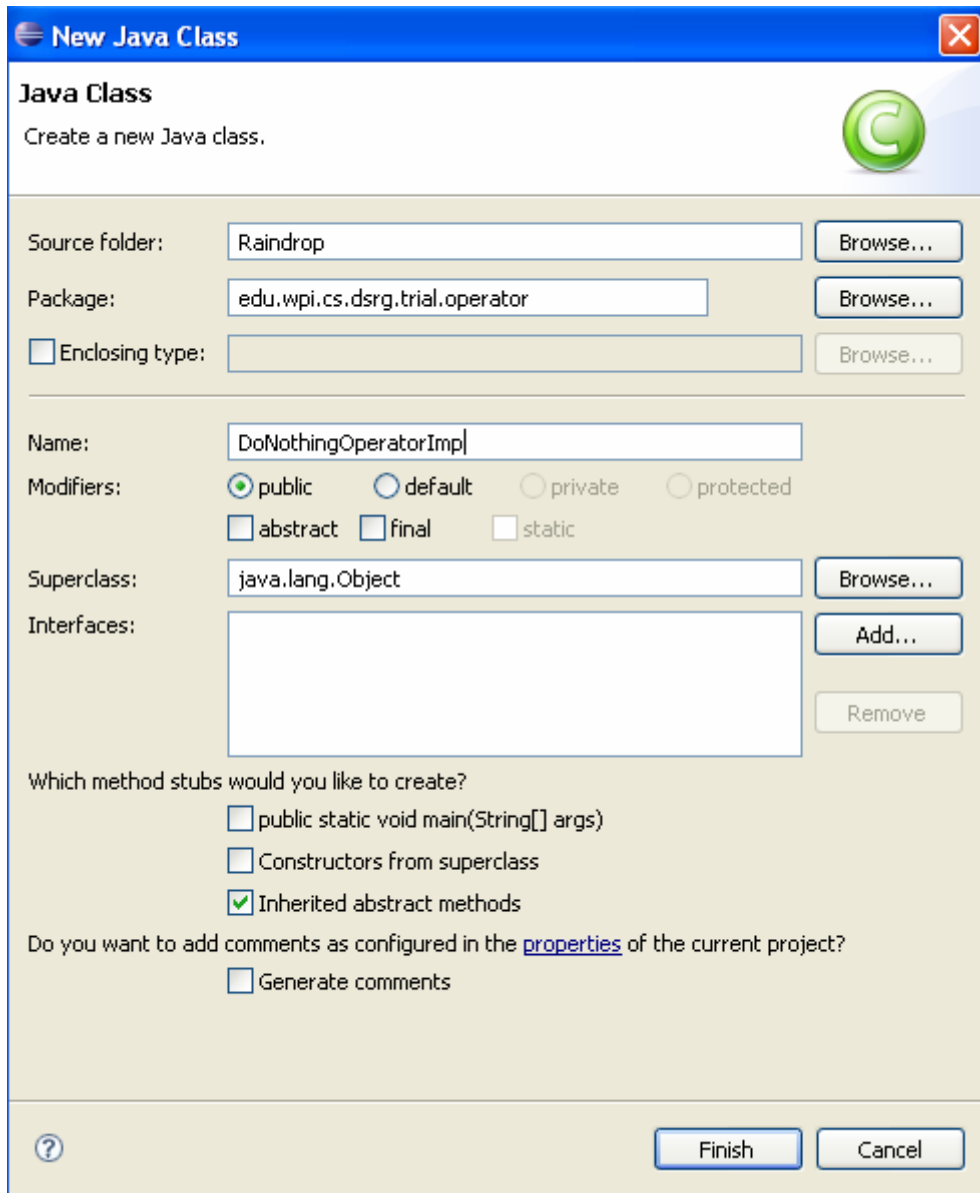 New Java Class
Java Class
Create a new Java class.
C
Source folder: Raindrop Browse...
Package: edu.wpi.cs.dsrg.trial.operator Browse...
Enclosing type: Browse...
Name: DoNothingOperatorImp
Modifiers: public default private protected
abstract final static
Superclass: java.lang.Object Browse...
Interfaces: Add...
Remove
Which method stubs would you like to create?
public static void main(String[] args)
Constructors from superclass
Inherited abstract methods
Do you want to add comments as configured in the properties of the current project?
Generate comments
? Finish Cancel